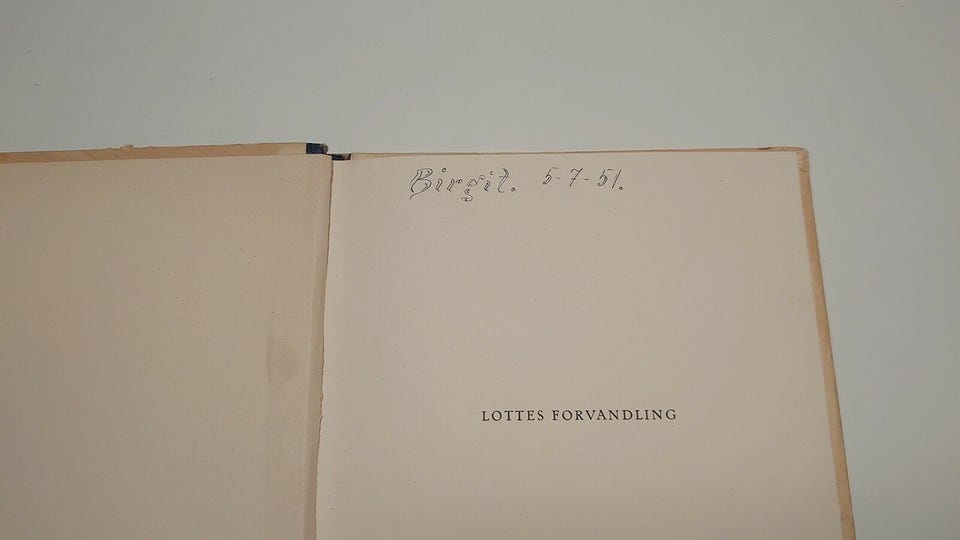 Birgit. 5-7-51.
LOTTES FORVANDLING